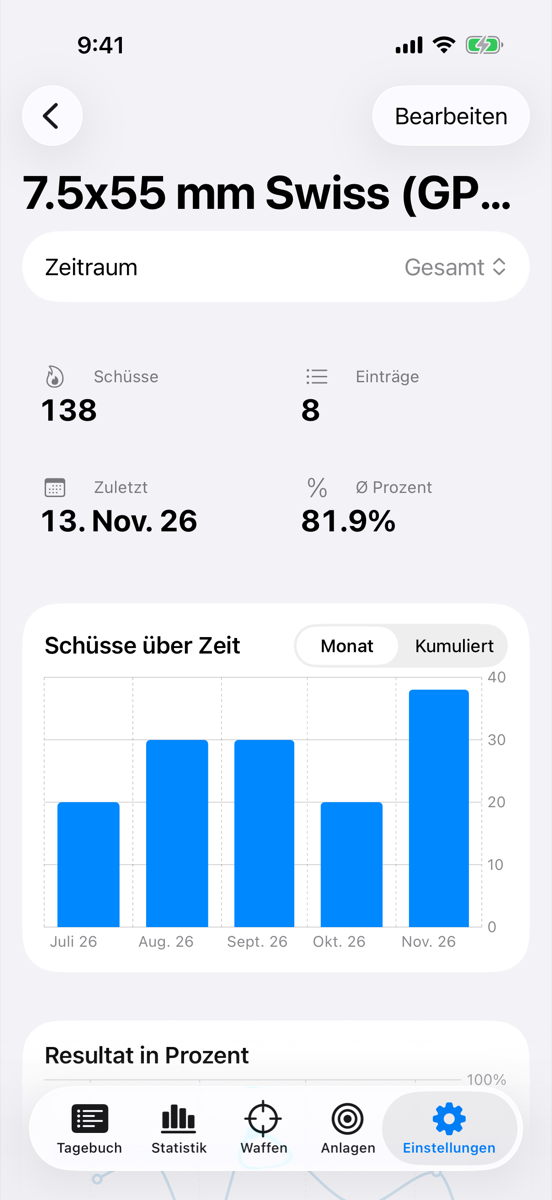 9:41
Bearbeiten
7.5x55 mm Swiss (GP...
Zeitraum Gesamt
Schüsse Einträge
138 8
Zuletzt Ø Prozent
13. Nov. 26 81.9%
Schüsse über Zeit Monat Kumuliert
40
30
20
10
0
Juli 26 Aug. 26 Sept. 26 Okt. 26 Nov. 26
Resultat in Prozent
100%
Tagebuch Statistik Waffen Anlagen Einstellungen